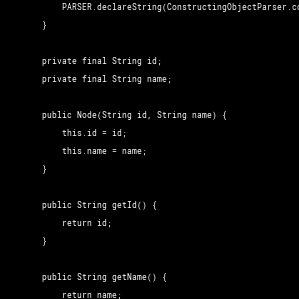 PARSER.declareString(ConstructingObjectParser.co
}
private final String id;
private final String name;
public Node(String id, String name) {
this.id = id;
this.name = name;
}
public String getId() {
return id;
}
public String getName() {
return name;